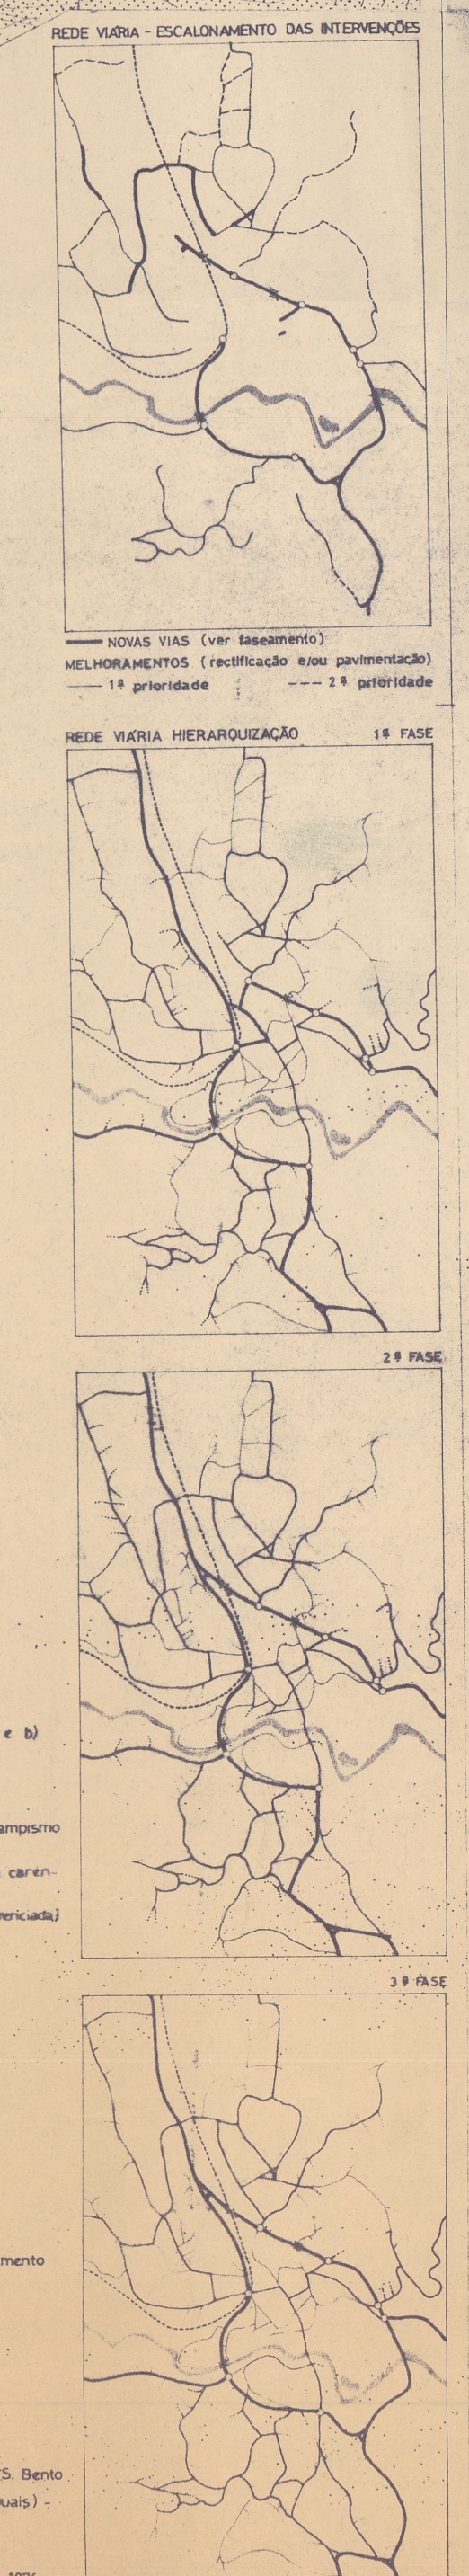 REDE VIÁRIA - ESCALONAMENTO DAS INTERVENÇÕES
NOVAS VIAS (ver faseamento)
MELHORAMENTOS (rectificação e/ou pavimentação)
1ª prioridade
2ª prioridade
REDE VIÁRIA HIERARQUIZAÇÃO 1ª FASE
2ª FASE
e b)
ampismo
caren-
3ª FASE
mento
S. Bento
uais) -